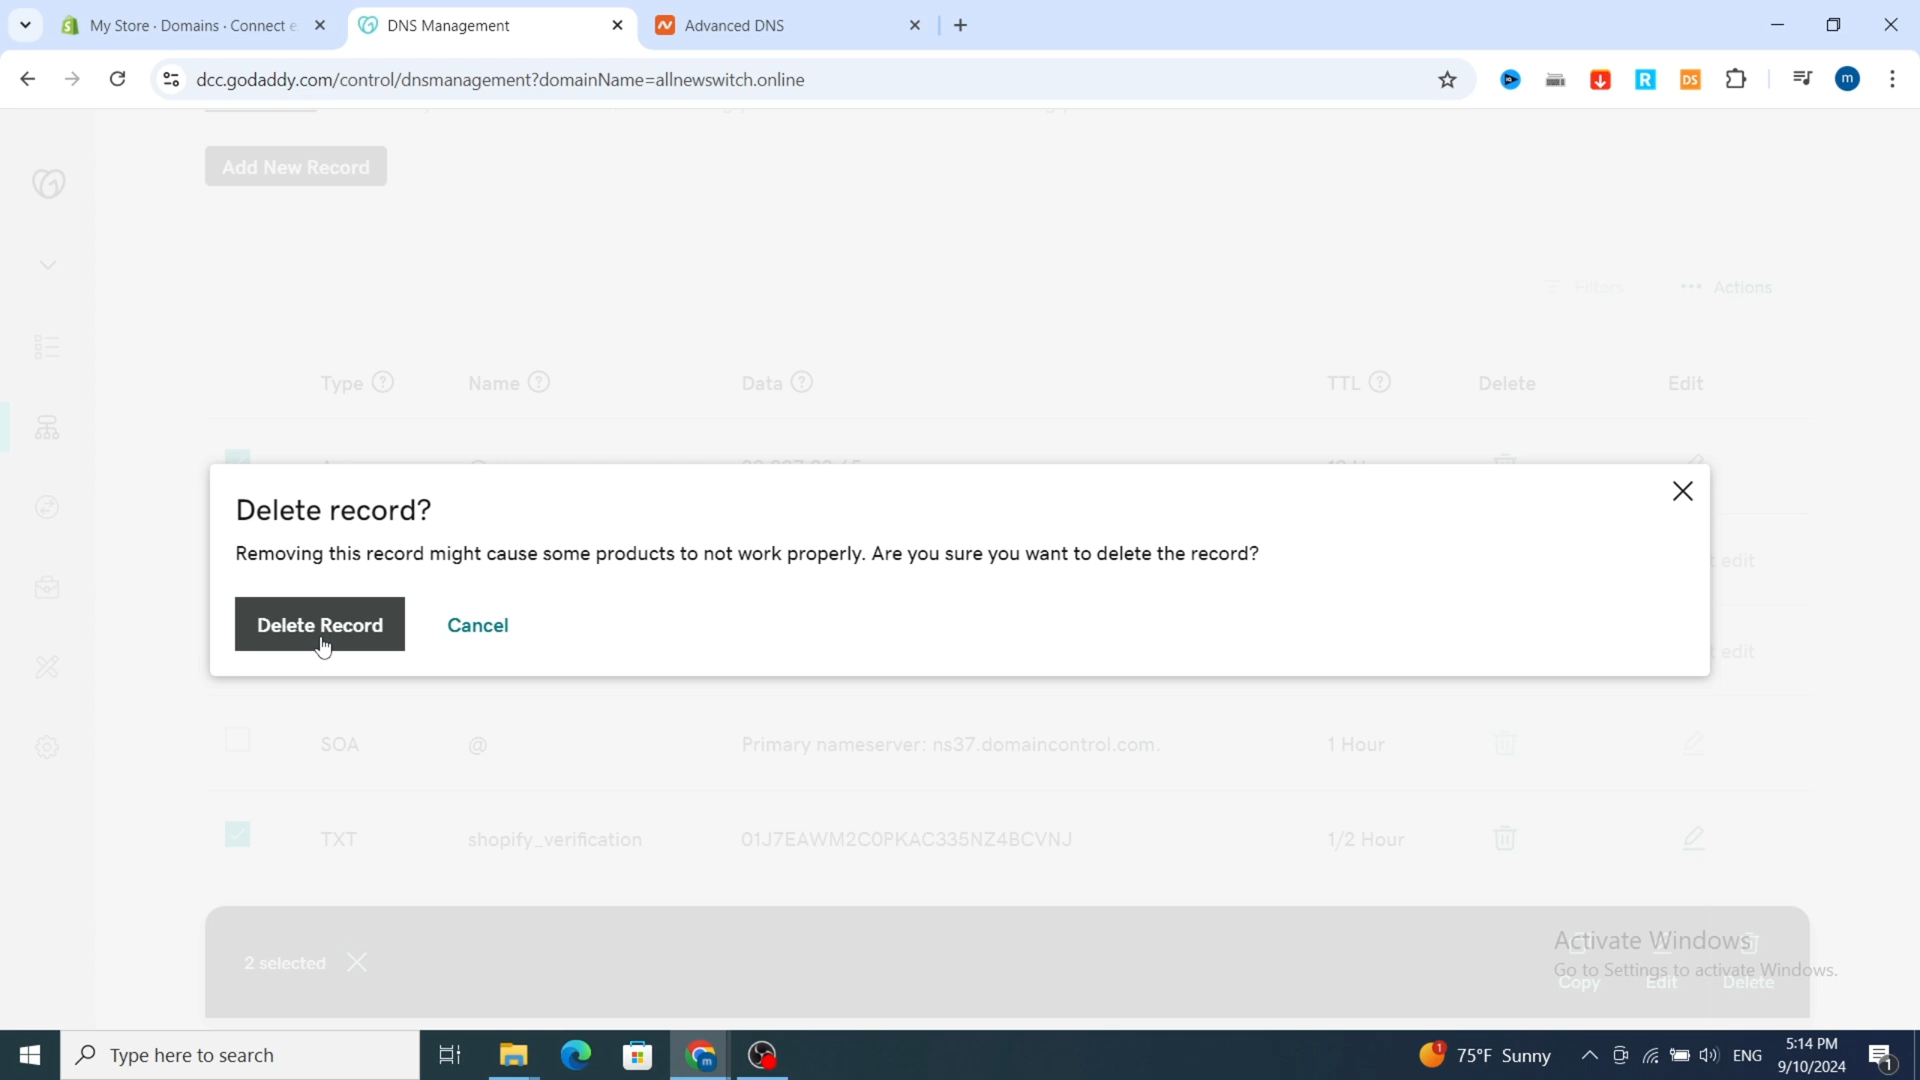 My Store · Domains · Connect e
DNS Management
Advanced DNS
dcc.godaddy.com/control/dnsmanagement?domainName=allnewswitch.online
DS
m
Add New Record
Filters
Actions
Type
Name
Data
TTL
Delete
Edit
Delete record?
Removing this record might cause some products to not work properly. Are you sure you want to delete the record?
edit
Delete Record
Cancel
edit
SOA
@
Primary nameserver: ns37.domaincontrol.com.
1 Hour
TXT
shopify_verification
01J7EAWM2C0PKAC335NZ4BCVNJ
1/2 Hour
2 selected
Activate Windows
Go to Settings to activate Windows.
Copy
Edit
Delete
Type here to search
75°F Sunny
ENG
5:14 PM
9/10/2024